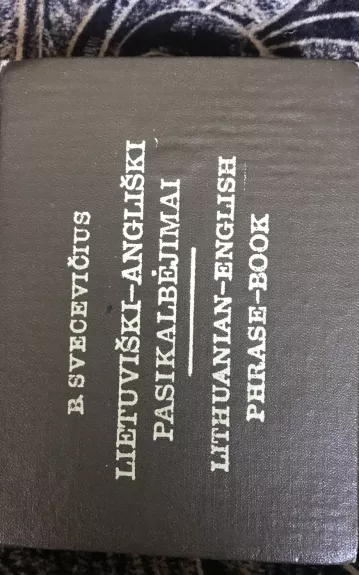 B. SVECEVIČIUS
LIETUVIŠKI–ANGLIŠKI
PASIKALBĖJIMAI
LITHUANIAN–ENGLISH
PHRASE–BOOK